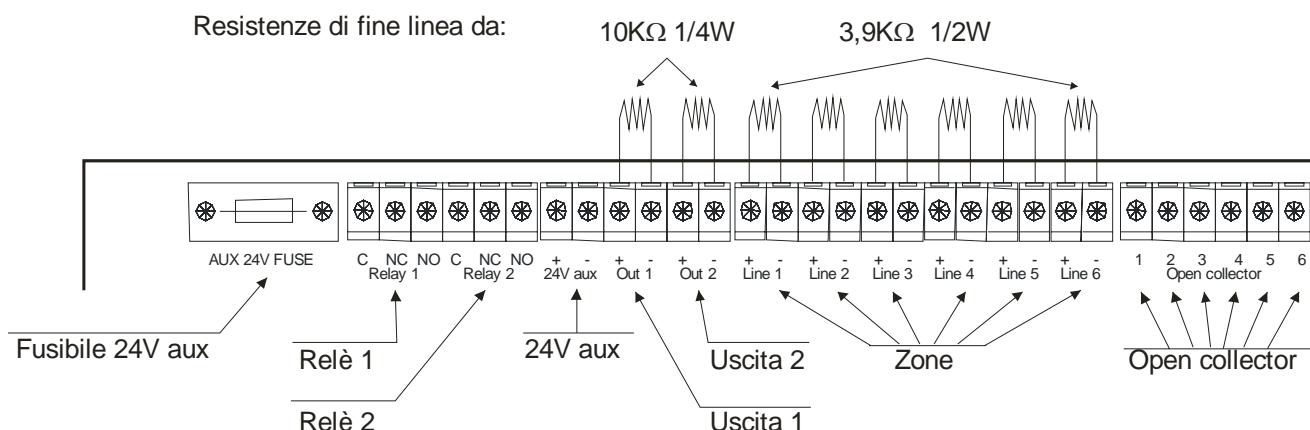 Resistenze di fine linea da: 10KΩ 1/4W 3,9KΩ 1/2W
AUX 24V FUSE
C NC NO C NC NO + - + - + - + - + - + - + - + - + - 1 2 3 4 5 6
Relay 1 Relay 2 24V aux Out 1 Out 2 Line 1 Line 2 Line 3 Line 4 Line 5 Line 6 Open collector
Fusibile 24V aux
Relè 1
24V aux
Uscita 2
Zone
Open collector
Relè 2
Uscita 1